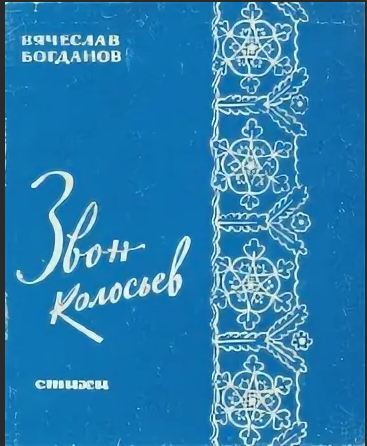 ВЯЧЕСЛАВ
БОГДАНОВ
Звон
Колосьев
стихи